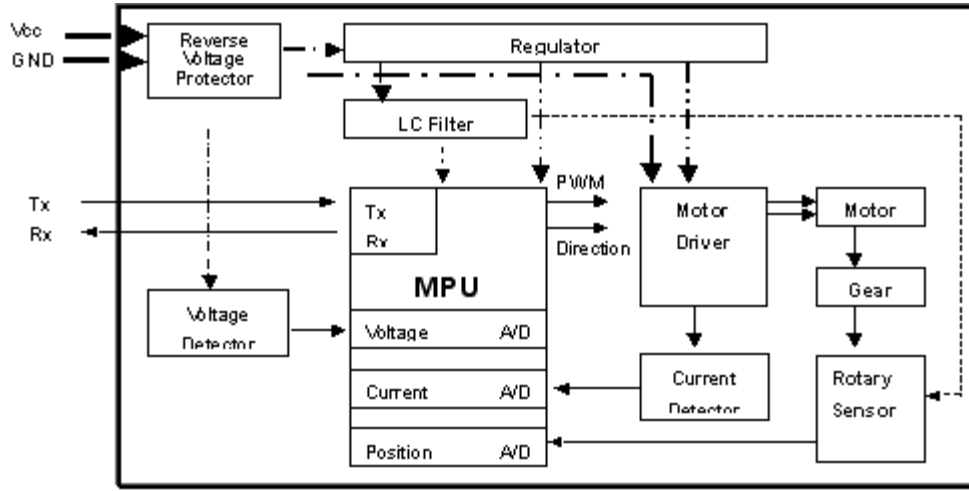 Vcc
GND
Reverse
Voltage
Protector
Regulator
LC Filter
Tx
Rx
Tx
Rx
MPU
PWM
Direction
Motor
Driver
Motor
Gear
Voltage
Detector
Voltage A/D
Current A/D
Position A/D
Current
Detector
Rotary
Sensor